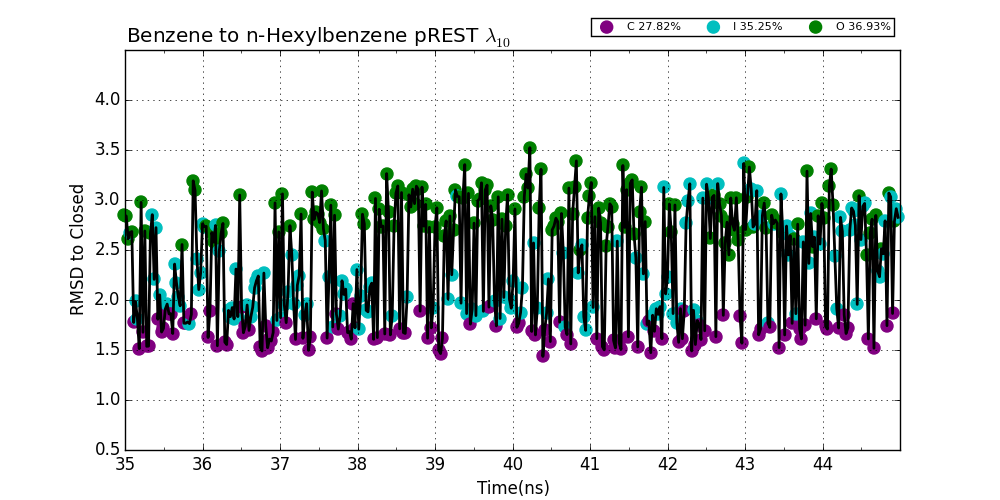 Benzene to n-Hexylbenzene pREST λ10
C 27.82% I 35.25% O 36.93%
RMSD to Closed
4.0
3.5
3.0
2.5
2.0
1.5
1.0
0.5
35 36 37 38 39 40 41 42 43 44
Time(ns)